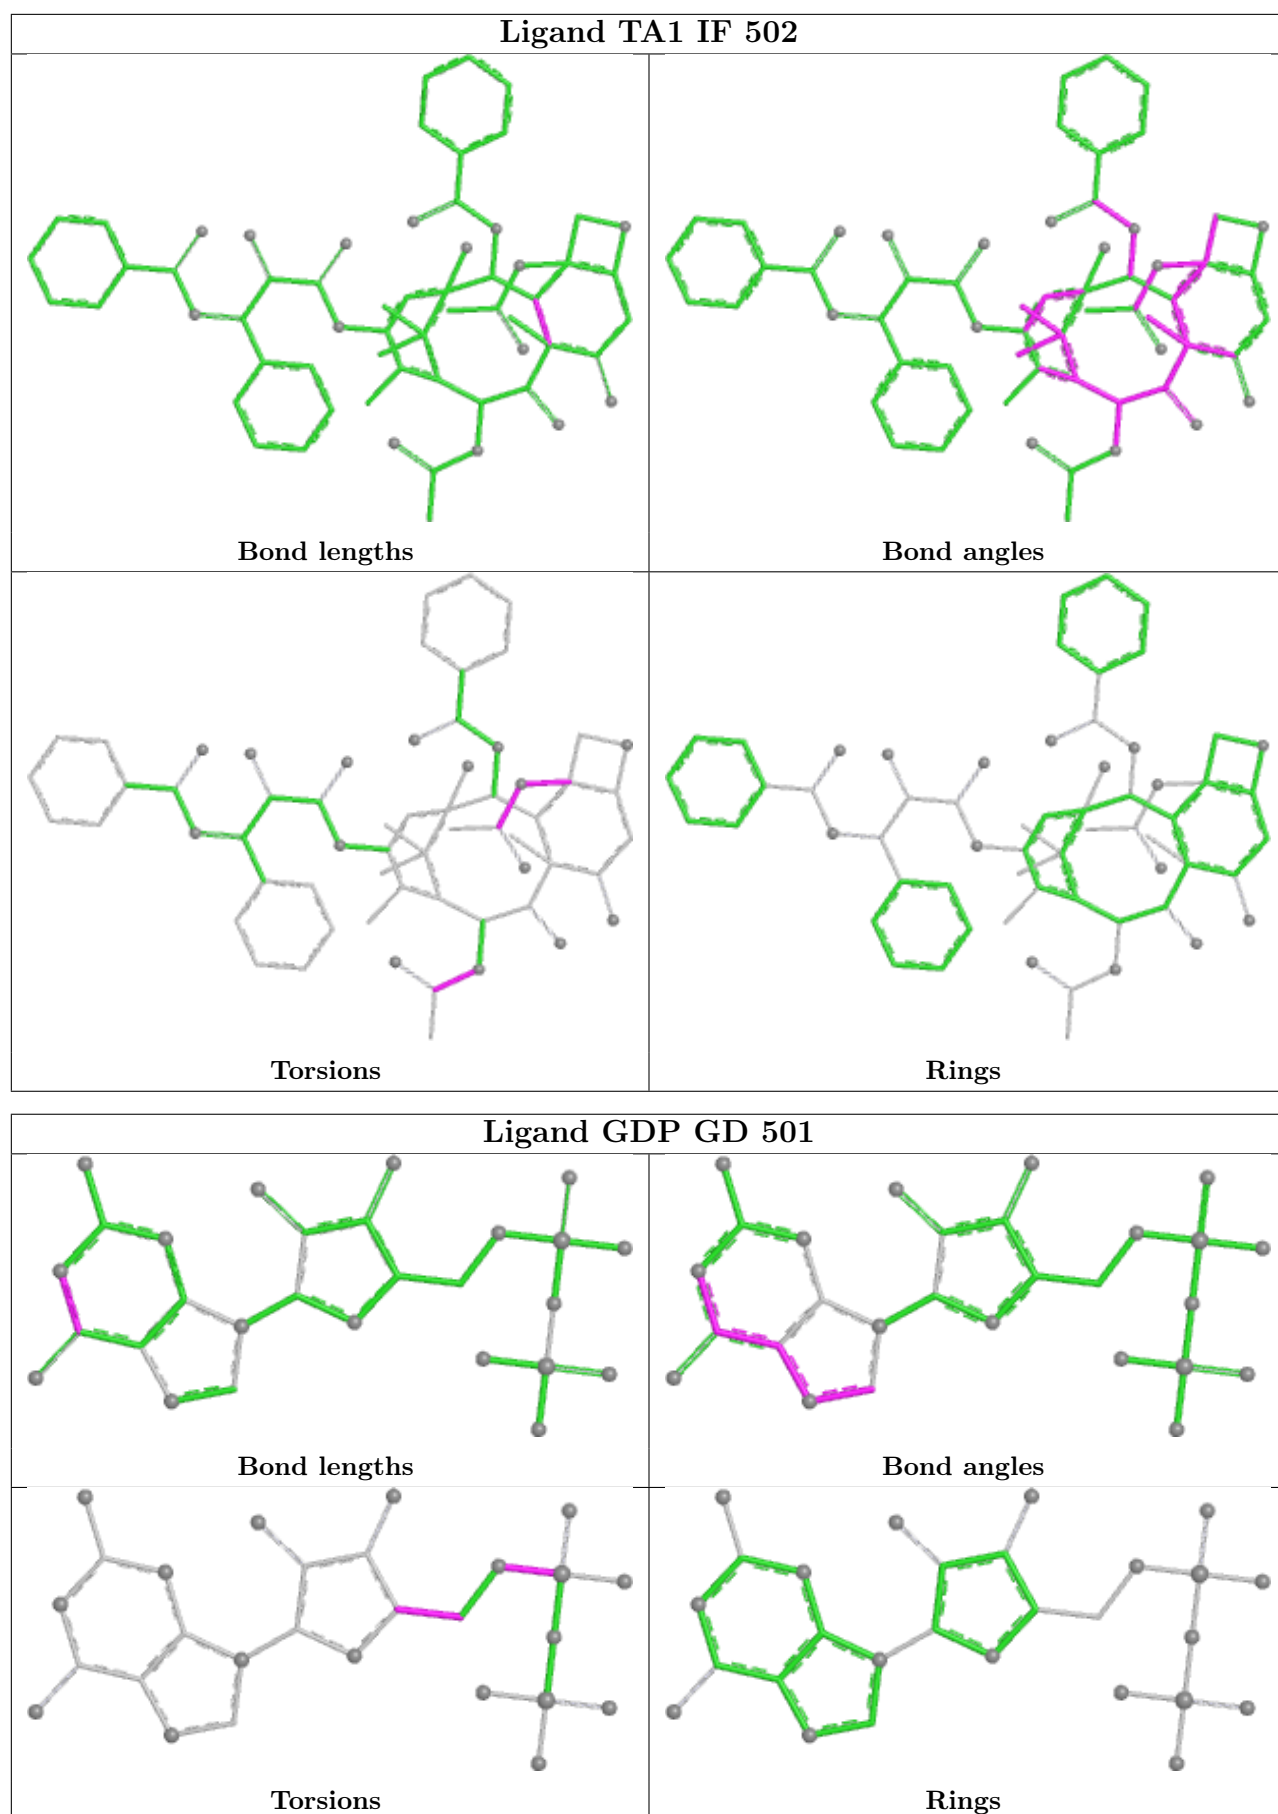 Ligand TA1 IF 502
Bond lengths
Bond angles
Torsions
Rings
Ligand GDP GD 501
Bond lengths
Bond angles
Torsions
Rings